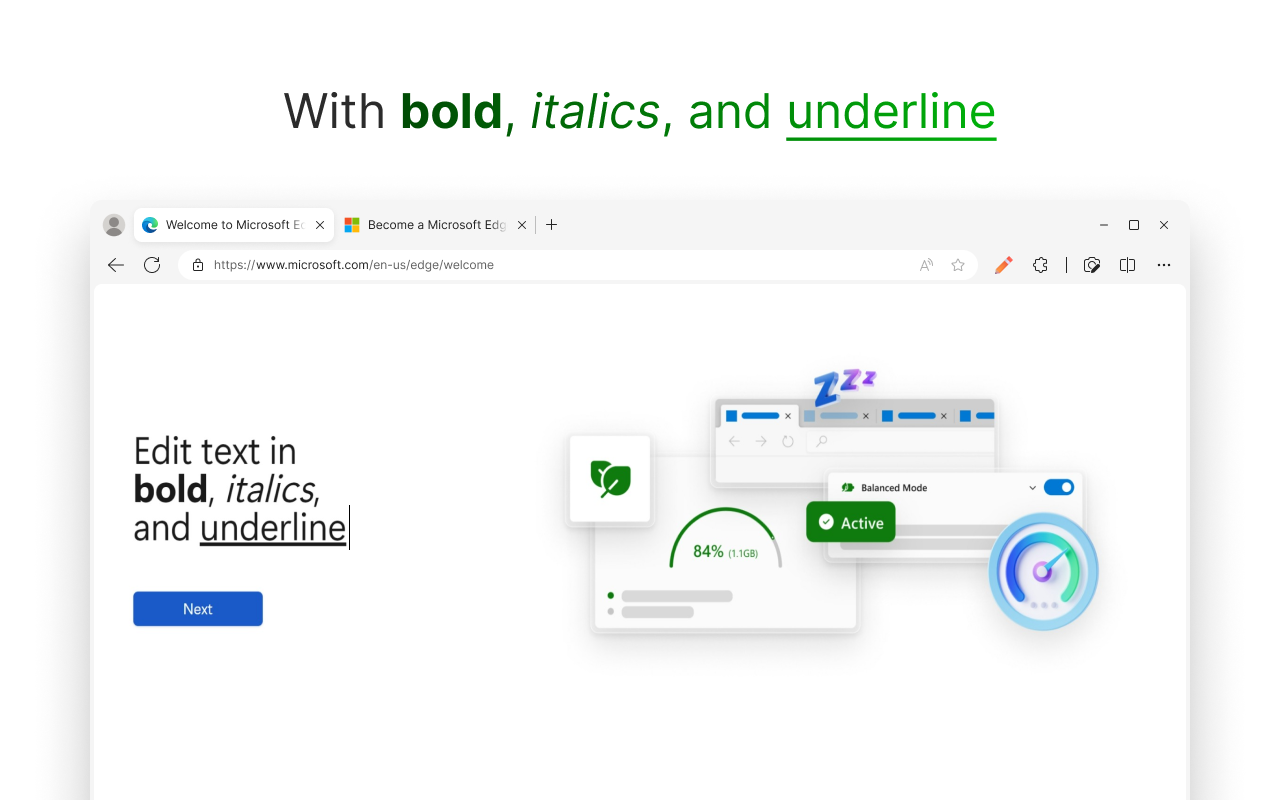 With bold, italics, and underline
Welcome to Microsoft Ed
Become a Microsoft Edg
https://www.microsoft.com/en-us/edge/welcome
Edit text in
bold, italics,
and underline
Next
zzz
Balanced Mode
Active
84% (1.1GB)